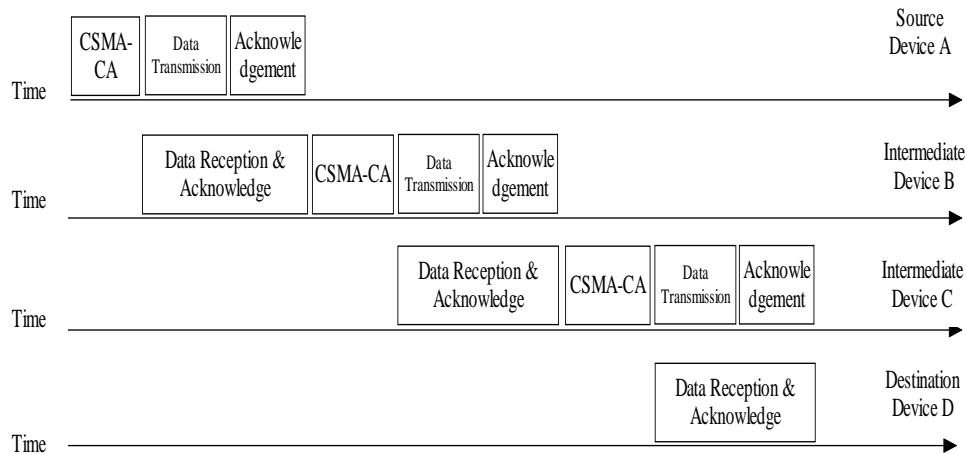 Source
Device A
CSMA-
CA
Data
Transmission
Acknowle
dgement
Time
Intermediate
Device B
Data Reception &
Acknowledge
CSMA-CA
Data
Transmission
Acknowle
dgement
Time
Intermediate
Device C
Data Reception &
Acknowledge
CSMA-CA
Data
Transmission
Acknowle
dgement
Time
Destination
Device D
Data Reception &
Acknowledge
Time